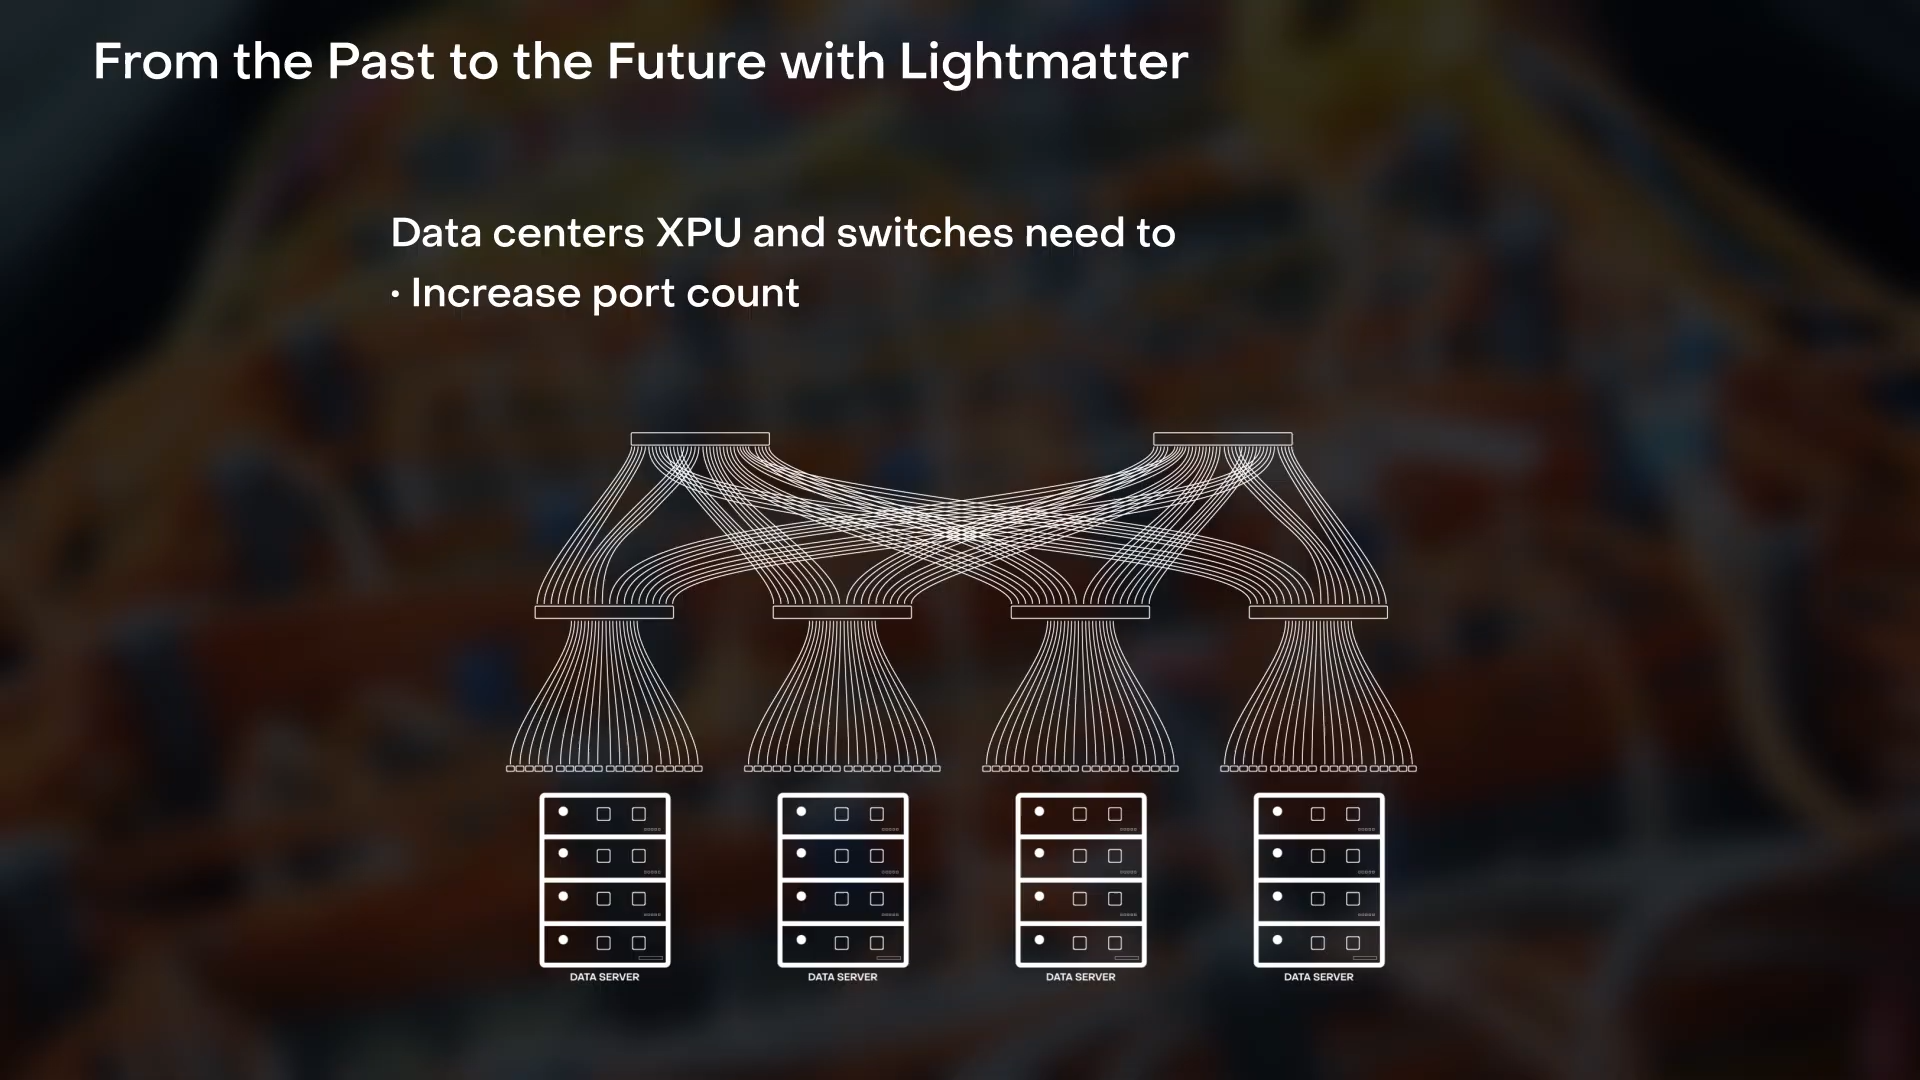 From the Past to the Future with Lightmatter
Data centers XPU and switches need to
· Increase port count
DATA SERVER
DATA SERVER
DATA SERVER
DATA SERVER